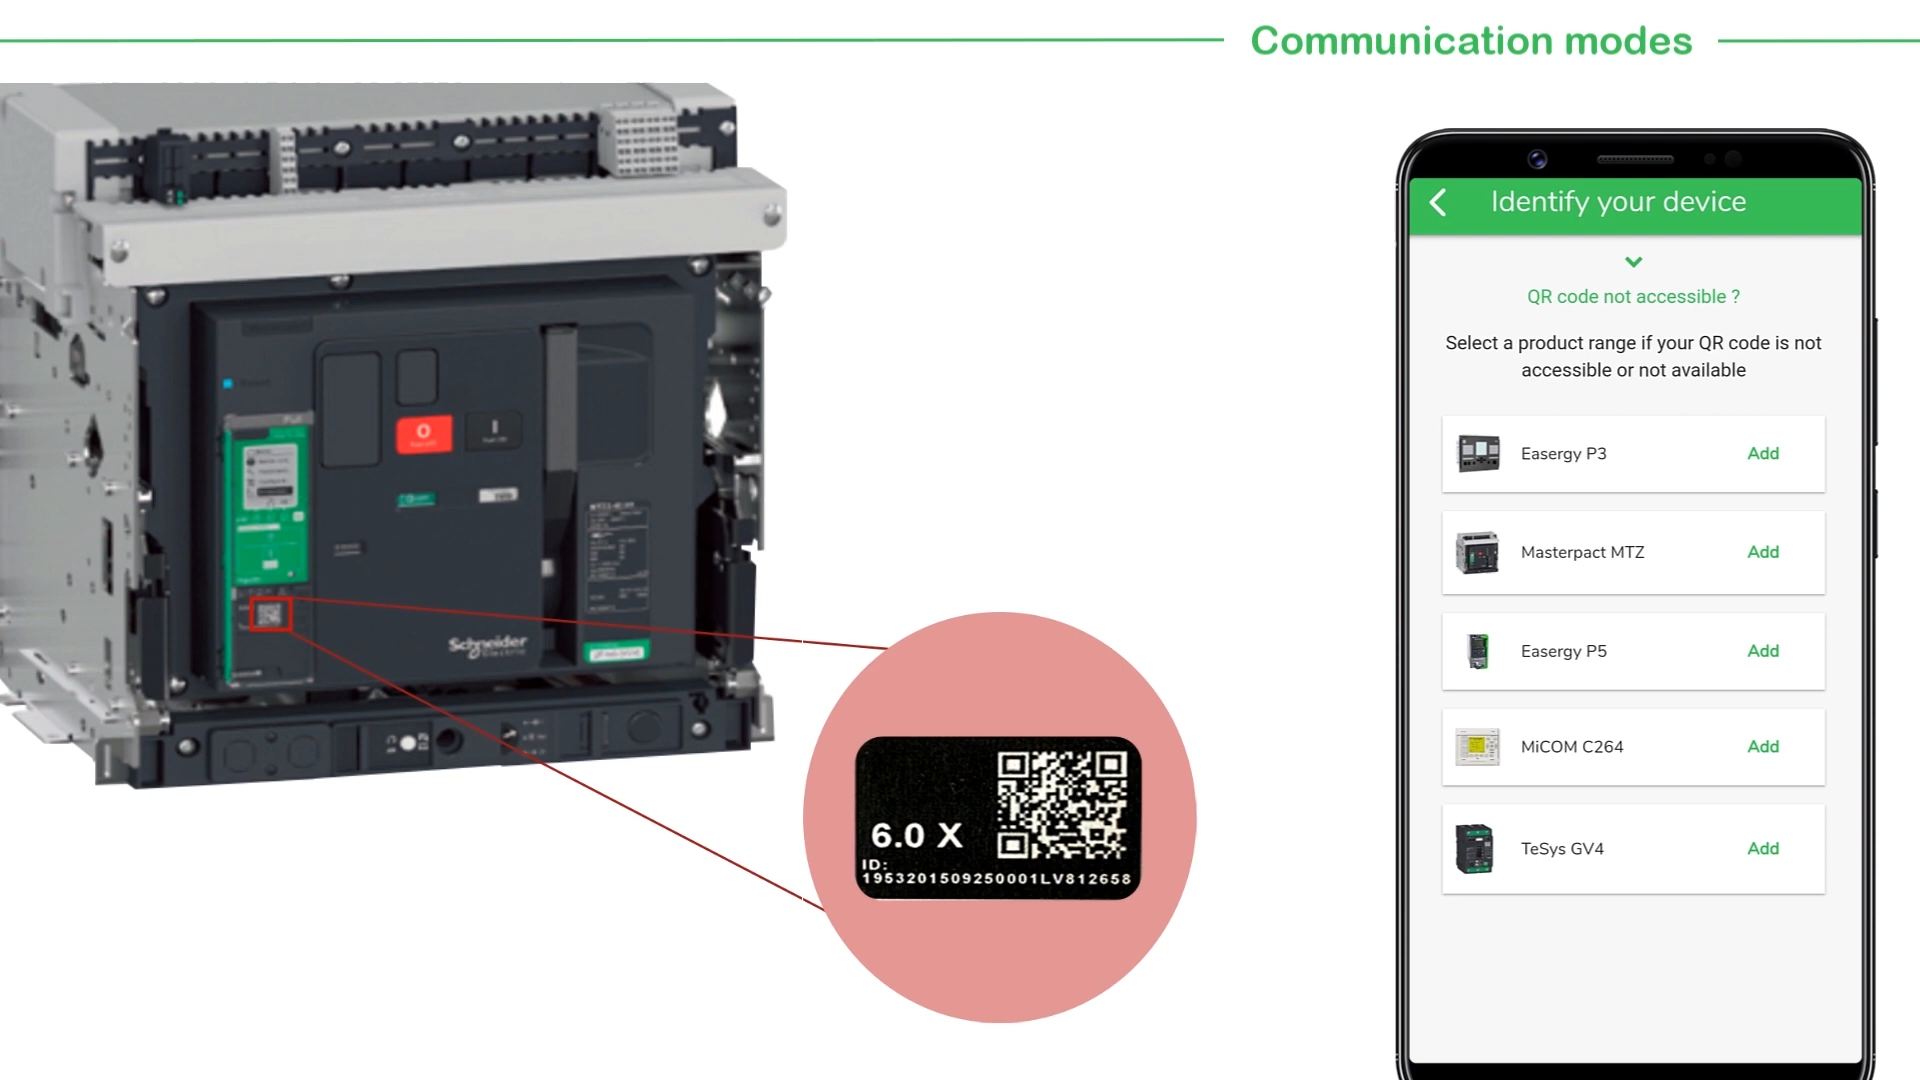 Communication modes
Identify your device
QR code not accessible ?
Select a product range if your QR code is not
accessible or not available
Easergy P3 Add
Masterpact MTZ Add
Easergy P5 Add
MiCOM C264 Add
TeSys GV4 Add
O
I
Schneider
Electric
6.0 X
ID:
1953201509250001LV812658